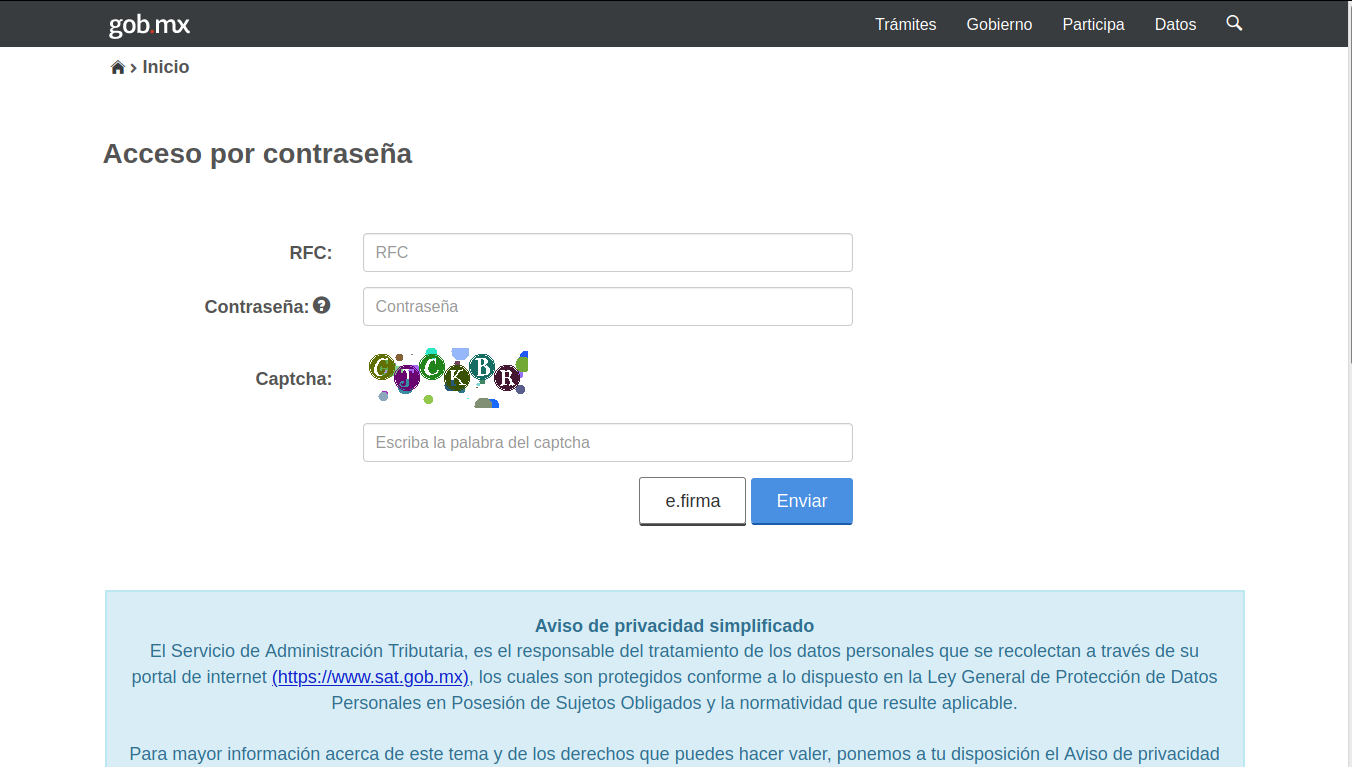 gob.mx Trámites Gobierno Participa Datos
› Inicio
Acceso por contraseña
RFC: RFC
Contraseña: ? Contraseña
Captcha:
Escriba la palabra del captcha
e.firma Enviar
Aviso de privacidad simplificado
El Servicio de Administración Tributaria, es el responsable del tratamiento de los datos personales que se recolectan a través de su
portal de internet (https://www.sat.gob.mx), los cuales son protegidos conforme a lo dispuesto en la Ley General de Protección de Datos
Personales en Posesión de Sujetos Obligados y la normatividad que resulte aplicable.
Para mayor información acerca de este tema y de los derechos que puedes hacer valer, ponemos a tu disposición el Aviso de privacidad